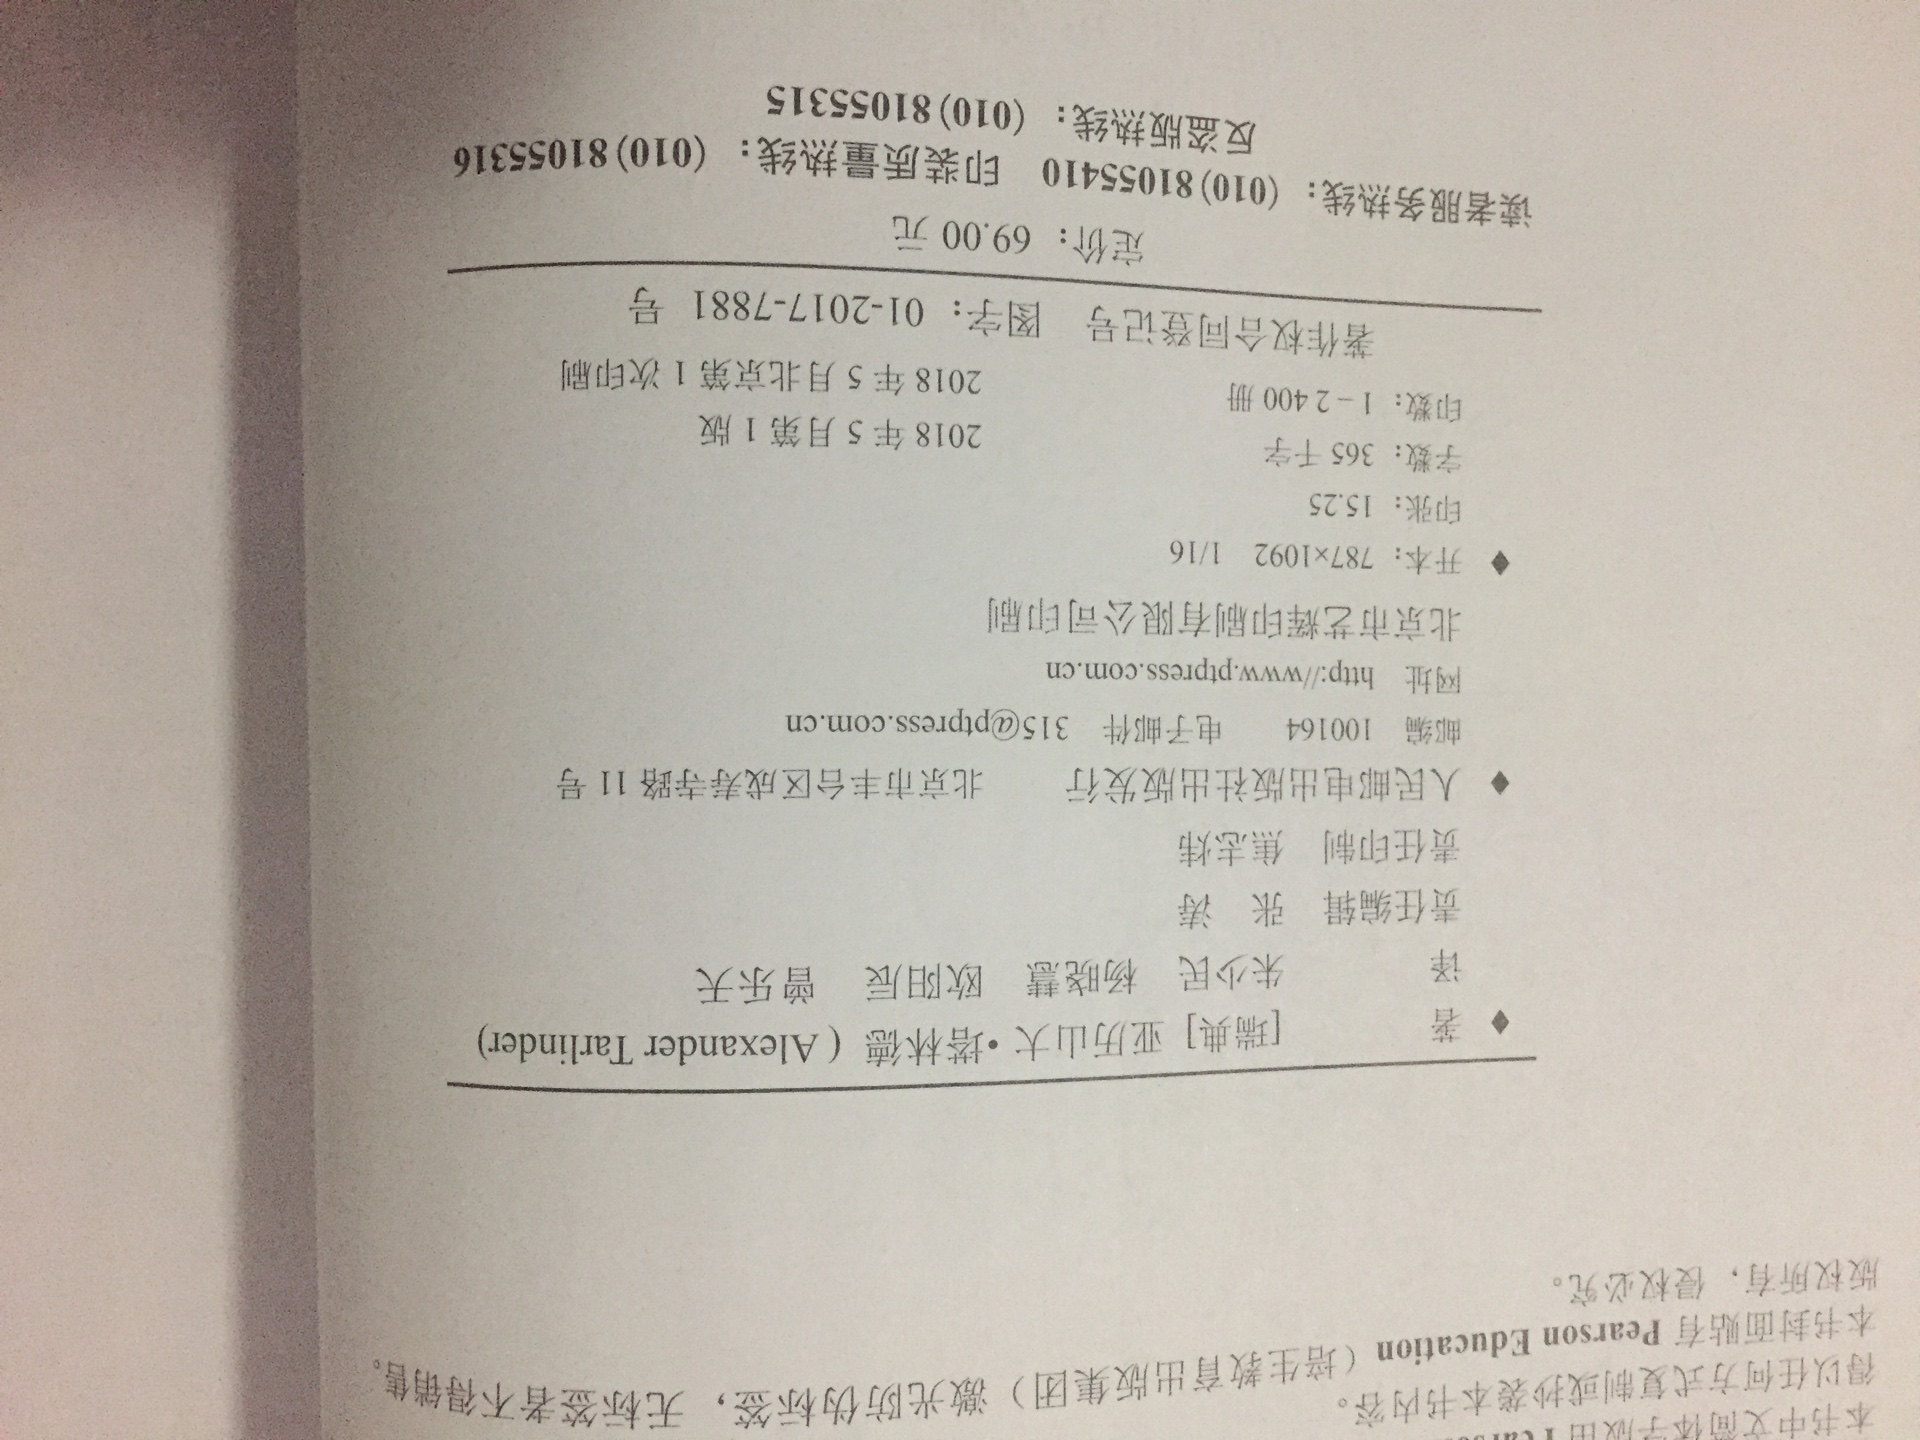 本书中文简体字版由 Pearson
得以任何方式复制或抄袭本书内容。
本书封面贴有 Pearson Education（培生教育出版集团）激光防伪标签，无标签者不得销售。
版权所有，侵权必究。
◆ 著 [瑞典] 亚历山大•塔林德（Alexander Tarlinder)
译 朱少民 杨晓慧 欧阳辰 曾乐天
责任编辑 张 涛
责任印制 焦志炜
◆ 人民邮电出版社出版发行 北京市丰台区成寿寺路 11 号
邮编 100164 电子邮件 315@ptpress.com.cn
网址 http://www.ptpress.com.cn
北京市艺辉印刷有限公司印刷
◆ 开本：787×1092 1/16
印张：15.25
字数：365 千字 2018 年 5 月第 1 版
印数：1－2 400 册 2018 年 5 月北京第 1 次印刷
著作权合同登记号 图字：01-2017-7881 号
定价：69.00 元
读者服务热线：(010) 81055410 印装质量热线：(010) 81055316
反盗版热线：(010) 81055315